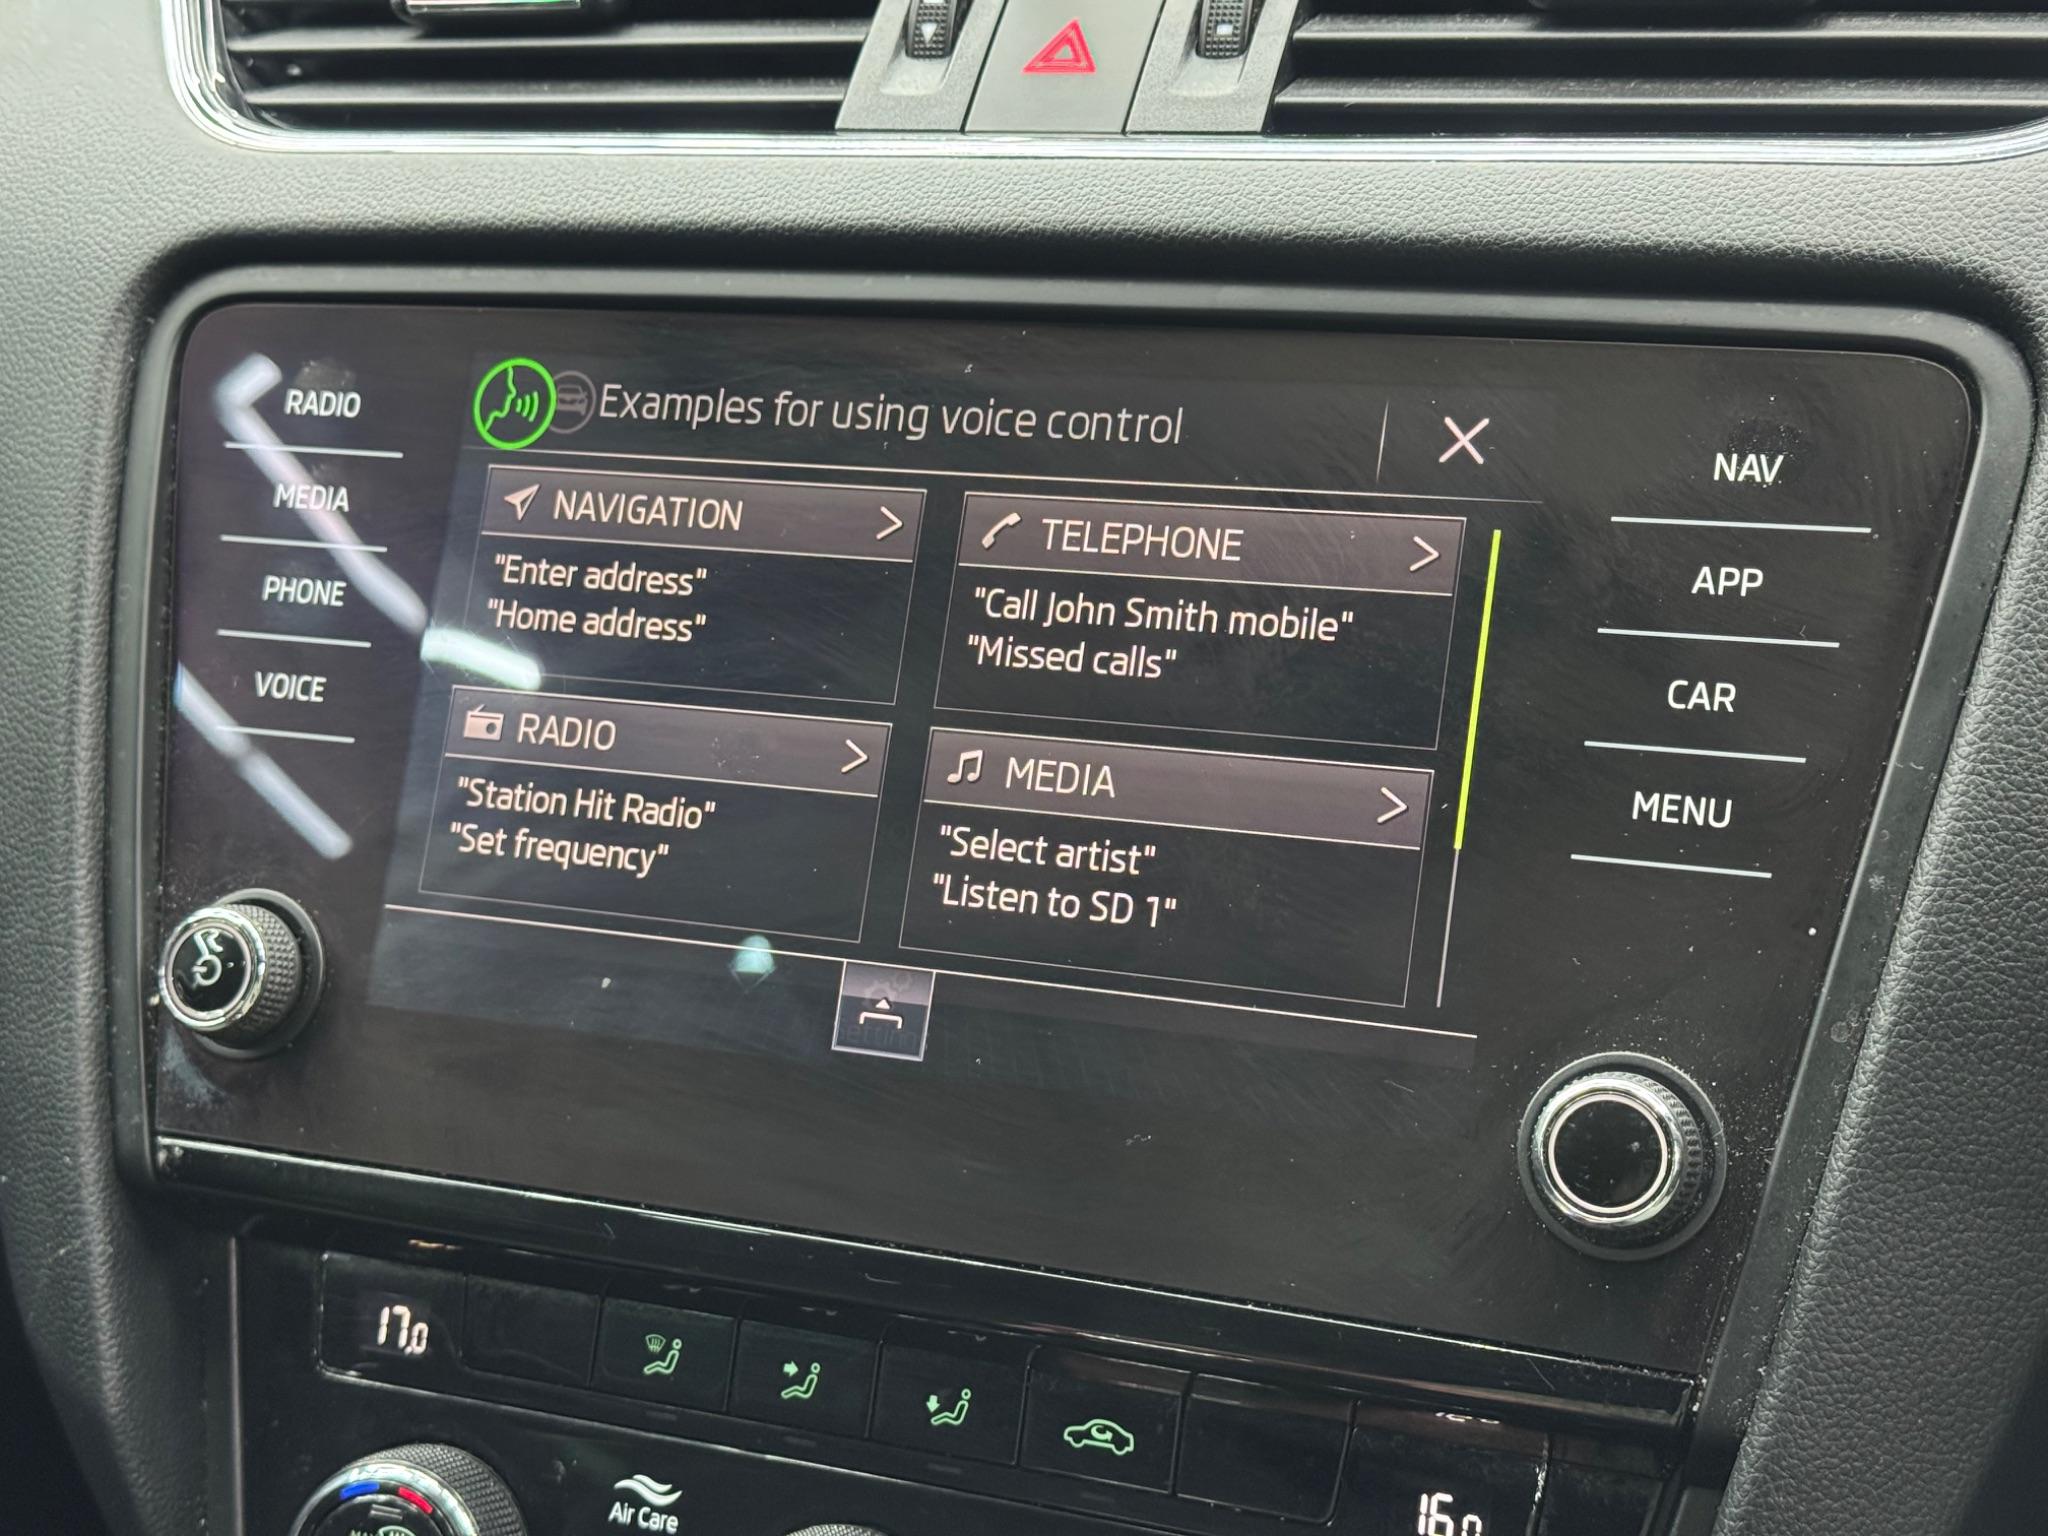 Examples for using voice control
RADIO
MEDIA
PHONE
VOICE
NAVIGATION
"Enter address"
"Home address"
TELEPHONE
"Call John Smith mobile"
"Missed calls"
RADIO
"Station Hit Radio"
"Set frequency"
MEDIA
"Select artist"
"Listen to SD 1"
NAV
APP
CAR
MENU
17.0
Air Care
16.0